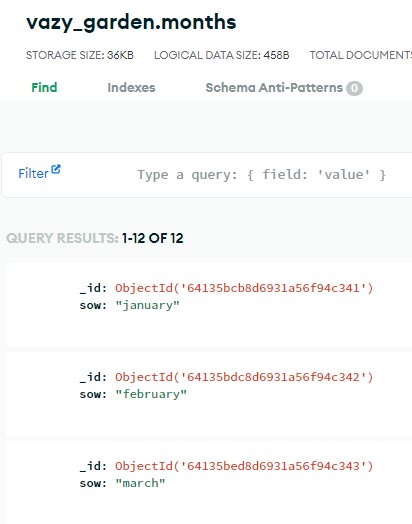 vazy_garden.months
STORAGE SIZE: 36KB LOGICAL DATA SIZE: 458B TOTAL DOCUMENTS
Find Indexes Schema Anti-Patterns 0
Filter Type a query: { field: 'value' }
QUERY RESULTS: 1-12 OF 12
_id: ObjectId('64135bcb8d6931a56f94c341')
sow: "january"
_id: ObjectId('64135bdc8d6931a56f94c342')
sow: "february"
_id: ObjectId('64135bed8d6931a56f94c343')
sow: "march"